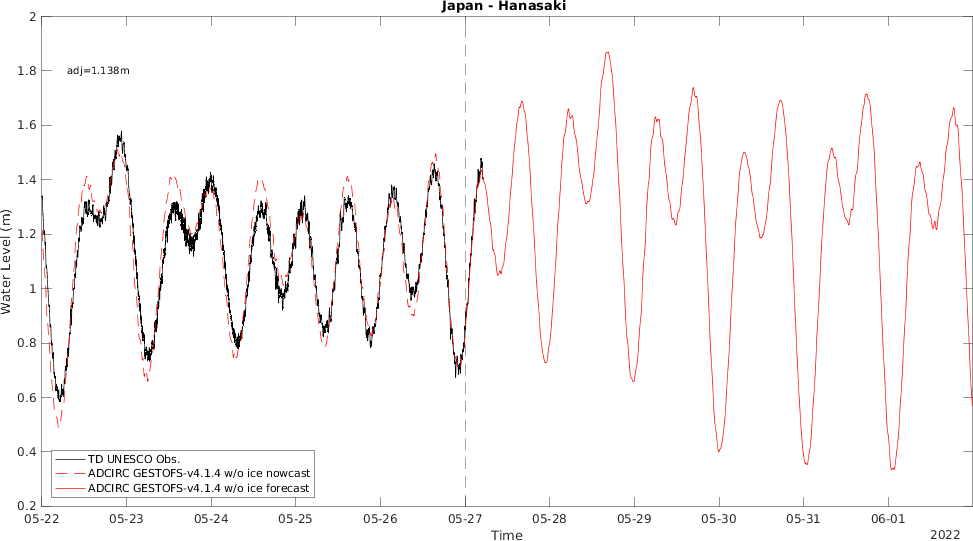 Japan - Hanasaki
2
1.8
1.6
1.4
1.2
1
0.8
0.6
0.4
0.2
Water Level (m)
adj=1.138m
TD UNESCO Obs.
ADCIRC GESTOFS-v4.1.4 w/o ice nowcast
ADCIRC GESTOFS-v4.1.4 w/o ice forecast
05-22 05-23 05-24 05-25 05-26 05-27 05-28 05-29 05-30 05-31 06-01
Time
2022